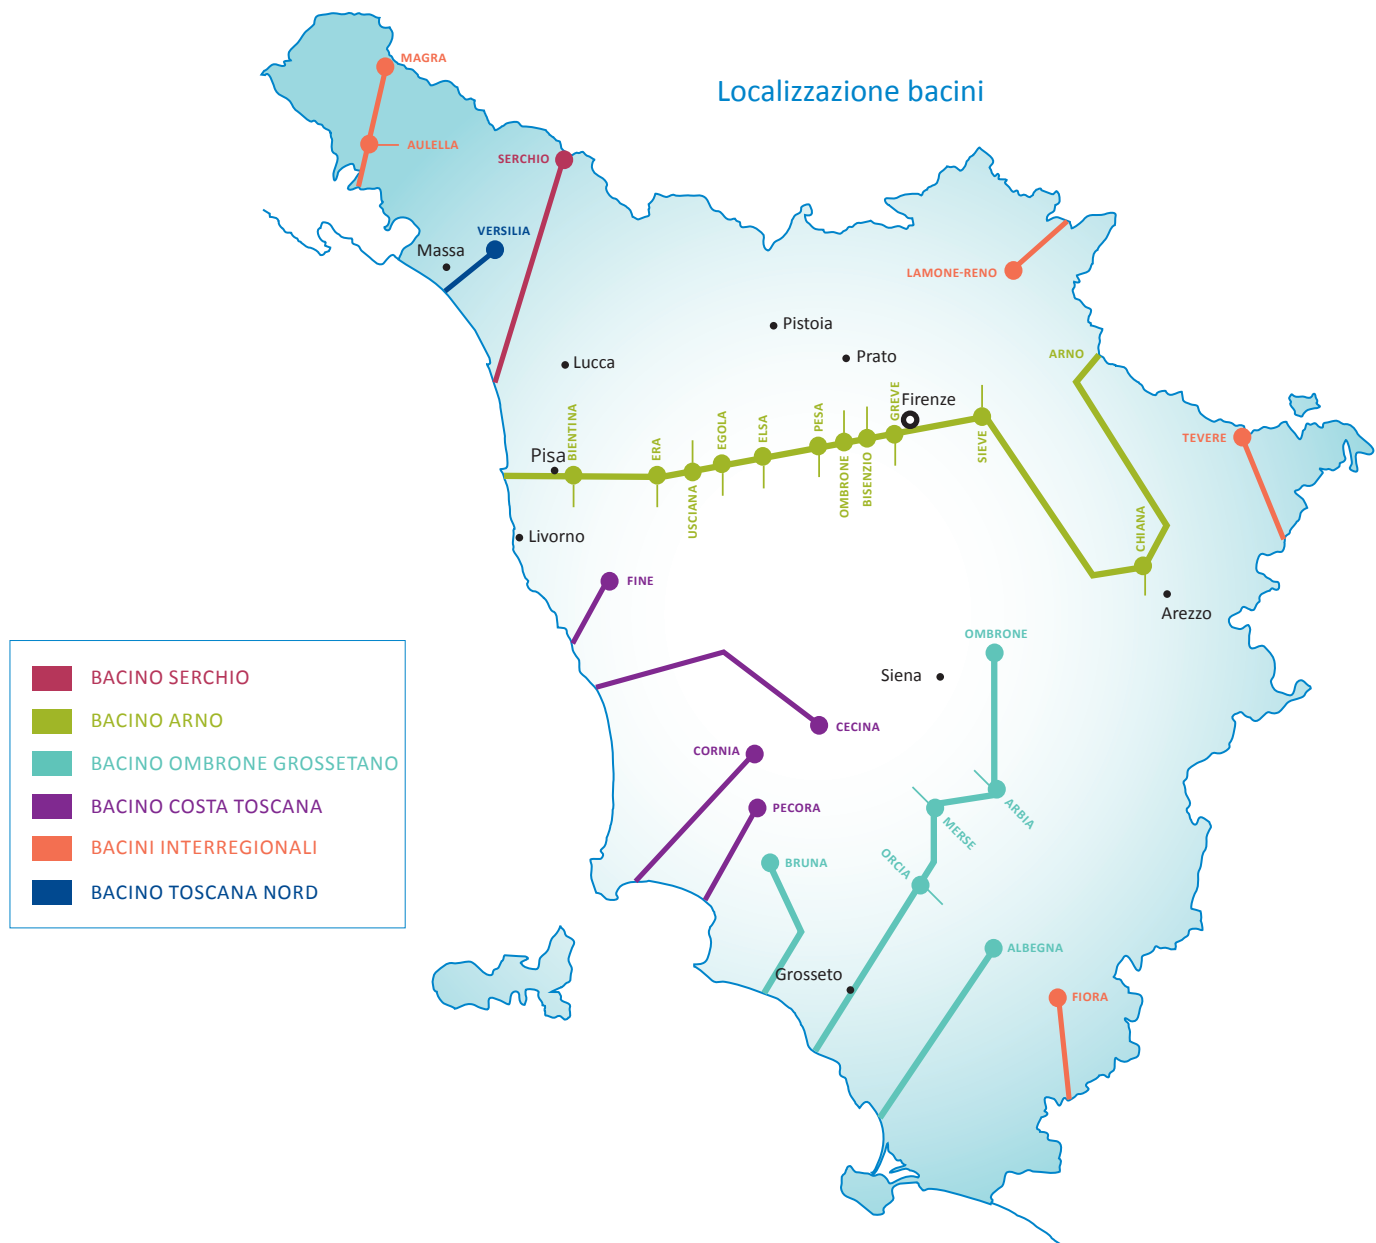 MAGRA
Localizzazione bacini
AULELLA
SERCHIO
VERSILIA
Massa
LAMONE-RENO
Pistoia
Prato
ARNO
Lucca
Firenze
GREVE
BIENTINA
EGOLA
ELSA
PESA
ERA
TEVERE
Pisa
USCIANA
OMBRONE
BISENZIO
SIEVE
CHIANA
Livorno
FINE
Arezzo
OMBRONE
Siena
BACINO SERCHIO
BACINO ARNO
BACINO OMBRONE GROSSETANO
BACINO COSTA TOSCANA
BACINI INTERREGIONALI
BACINO TOSCANA NORD
CECINA
CORNIA
PECORA
ARBIA
MERSE
BRUNA
ORCIA
ALBEGNA
Grosseto
FIORA